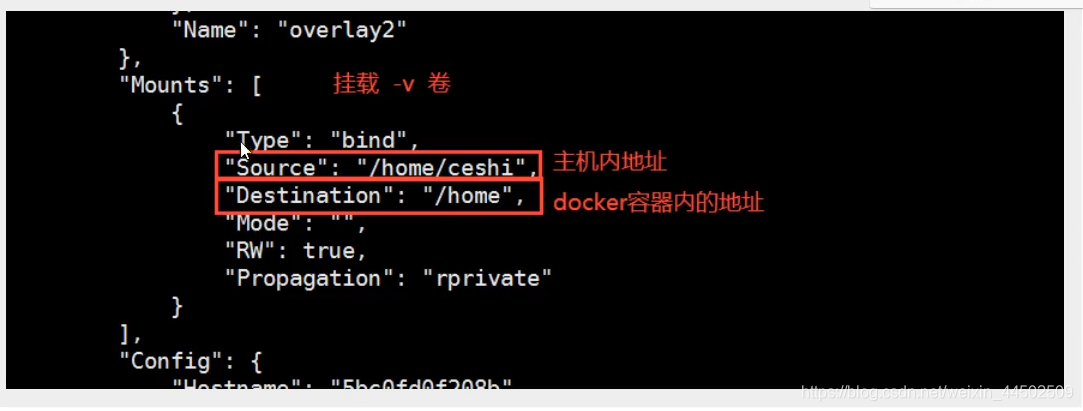 "Name": "overlay2"
},
"Mounts": [ 挂载 -v 卷
{
"Type": "bind",
"Source": "/home/ceshi", 主机内地址
"Destination": "/home", docker容器内的地址
"Mode": "",
"RW": true,
"Propagation": "rprivate"
}
],
"Config": {
"Hostname": "5bc0fd0f208b"
https://blog.csdn.net/weixin_44502509